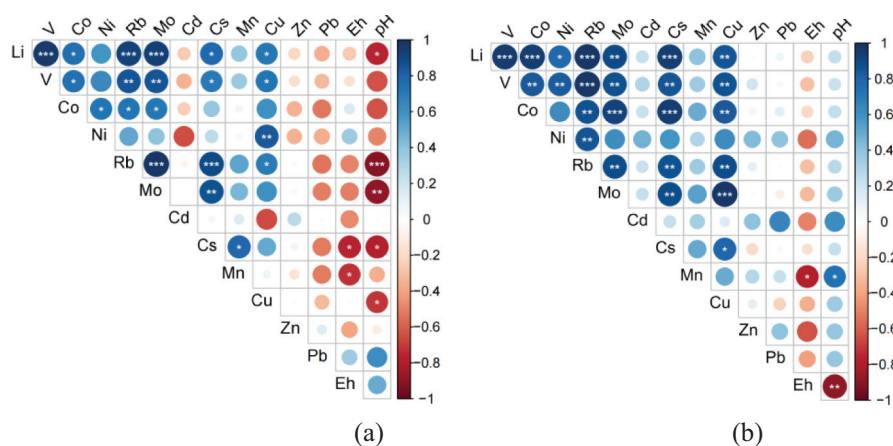 V Co Ni Rb Mo Cd Cs Mn Cu Zn Pb Eh pH
Li *** * *** *** * * *
V * ** ** * *
Co * * *
Ni **
Rb *** *** * ***
Mo ** **
Cd
Cs * * *
Mn *
Cu *
Zn
Pb
Eh
1
0.8
0.6
0.4
0.2
0
−0.2
−0.4
−0.6
−0.8
−1
(a)
V Co Ni Rb Mo Cd Cs Mn Cu Zn Pb Eh pH
Li *** *** * *** ** *** **
V ** ** *** ** ** **
Co ** *** *** **
Ni **
Rb ** ** **
Mo ** ***
Cd
Cs *
Mn * *
Cu
Zn
Pb
Eh **
1
0.8
0.6
0.4
0.2
0
−0.2
−0.4
−0.6
−0.8
−1
(b)